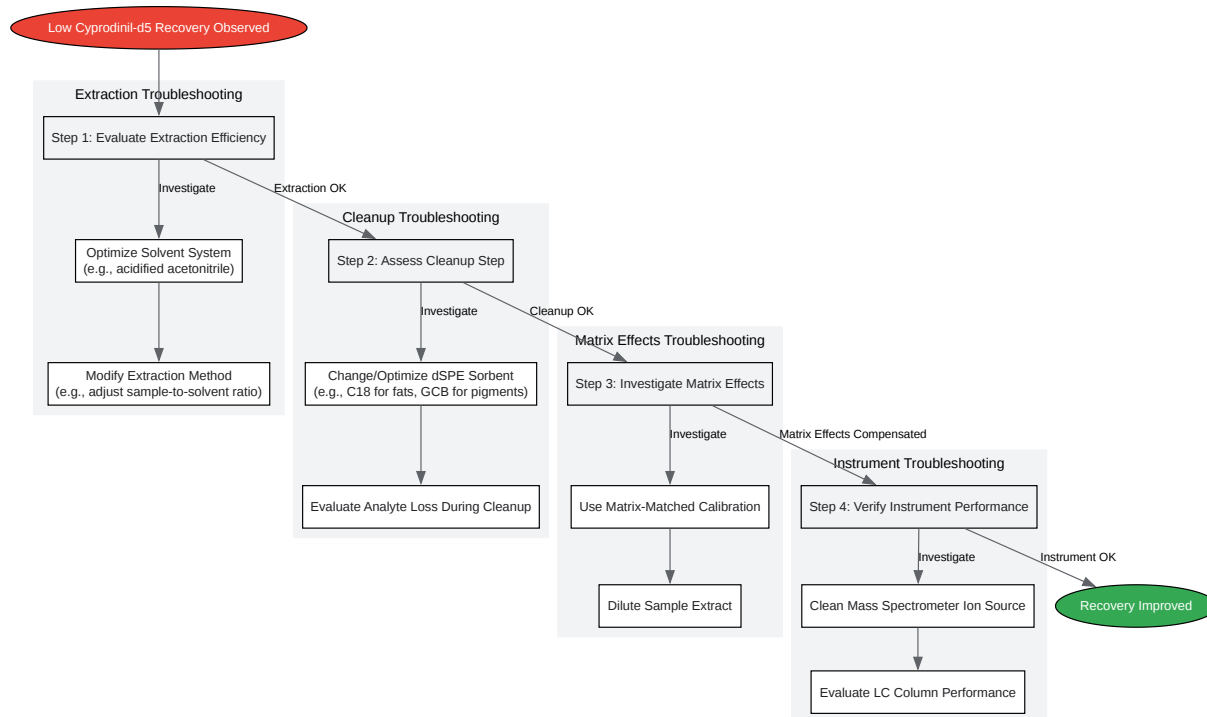 Low Cyprodinil-d5 Recovery Observed
Extraction Troubleshooting
Step 1: Evaluate Extraction Efficiency
Investigate
Extraction OK
Optimize Solvent System
(e.g., acidified acetonitrile)
Modify Extraction Method
(e.g., adjust sample-to-solvent ratio)
Cleanup Troubleshooting
Step 2: Assess Cleanup Step
Investigate
Cleanup OK
Change/Optimize dSPE Sorbent
(e.g., C18 for fats, GCB for pigments)
Evaluate Analyte Loss During Cleanup
Matrix Effects Troubleshooting
Step 3: Investigate Matrix Effects
Investigate
Matrix Effects Compensated
Use Matrix-Matched Calibration
Dilute Sample Extract
Instrument Troubleshooting
Step 4: Verify Instrument Performance
Investigate
Instrument OK
Clean Mass Spectrometer Ion Source
Recovery Improved
Evaluate LC Column Performance